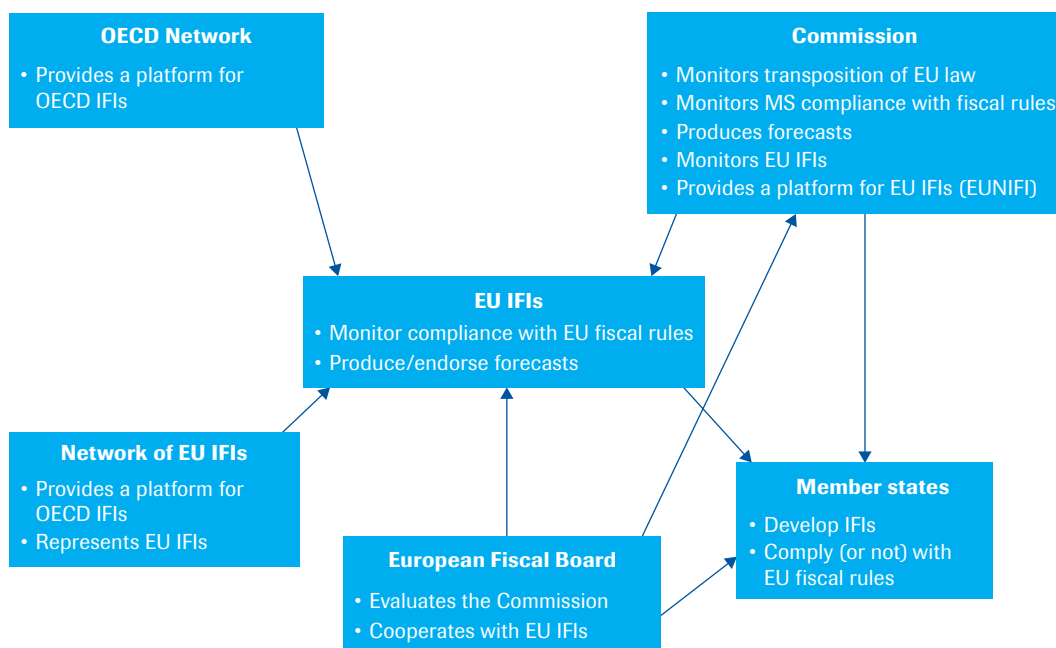 OECD Network
• Provides a platform for
OECD IFIs
Commission
• Monitors transposition of EU law
• Monitors MS compliance with fiscal rules
• Produces forecasts
• Monitors EU IFIs
• Provides a platform for EU IFIs (EUNIFI)
EU IFIs
• Monitor compliance with EU fiscal rules
• Produce/endorse forecasts
Network of EU IFIs
• Provides a platform for
OECD IFIs
• Represents EU IFIs
European Fiscal Board
• Evaluates the Commission
• Cooperates with EU IFIs
Member states
• Develop IFIs
• Comply (or not) with
EU fiscal rules